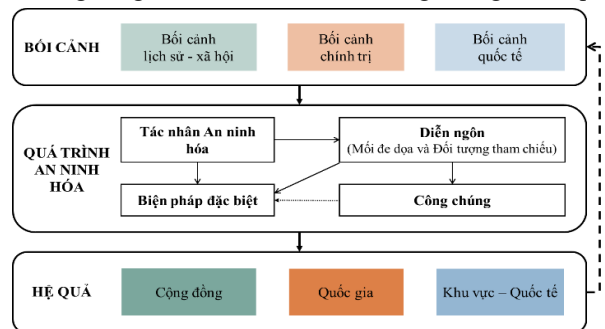 BỐI CẢNH
Bối cảnh
lịch sử - xã hội
Bối cảnh
chính trị
Bối cảnh
quốc tế
QUÁ TRÌNH
AN NINH
HÓA
Tác nhân An ninh
hóa
Diễn ngôn
(Mối đe dọa và Đối tượng tham chiếu)
Biện pháp đặc biệt
Công chúng
HỆ QUẢ
Cộng đồng
Quốc gia
Khu vực – Quốc tế